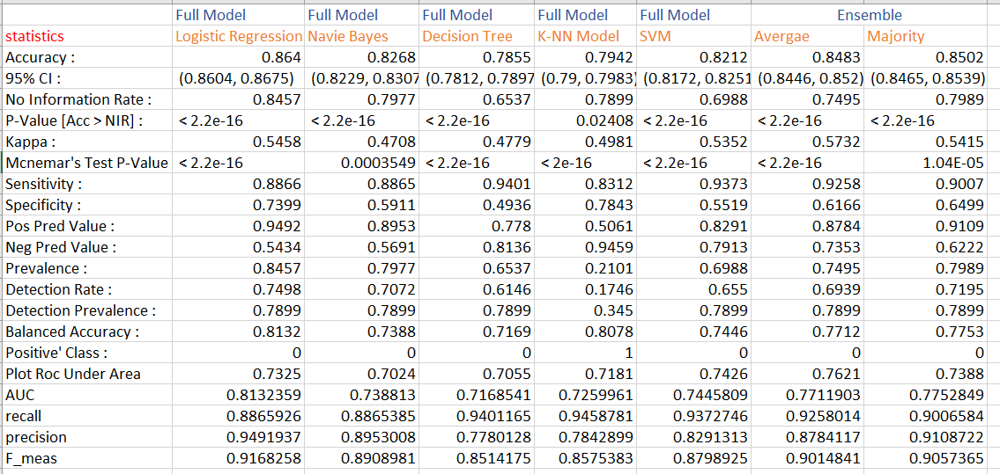 Full Model Full Model Full Model Full Model Full Model Ensemble
statistics Logistic Regression Navie Bayes Decision Tree K-NN Model SVM Avergae Majority
Accuracy : 0.864 0.8268 0.7855 0.7942 0.8212 0.8483 0.8502
95% CI : (0.8604, 0.8675) (0.8229, 0.8307 (0.7812, 0.7897 (0.79, 0.7983) (0.8172, 0.8251 (0.8446, 0.852) (0.8465, 0.8539)
No Information Rate : 0.8457 0.7977 0.6537 0.7899 0.6988 0.7495 0.7989
P-Value [Acc > NIR] : < 2.2e-16 < 2.2e-16 < 2.2e-16 0.02408 < 2.2e-16 < 2.2e-16 < 2.2e-16
Kappa : 0.5458 0.4708 0.4779 0.4981 0.5352 0.5732 0.5415
Mcnemar's Test P-Value < 2.2e-16 0.0003549 < 2.2e-16 < 2e-16 < 2.2e-16 < 2.2e-16 1.04E-05
Sensitivity : 0.8866 0.8865 0.9401 0.8312 0.9373 0.9258 0.9007
Specificity : 0.7399 0.5911 0.4936 0.7843 0.5519 0.6166 0.6499
Pos Pred Value : 0.9492 0.8953 0.778 0.5061 0.8291 0.8784 0.9109
Neg Pred Value : 0.5434 0.5691 0.8136 0.9459 0.7913 0.7353 0.6222
Prevalence : 0.8457 0.7977 0.6537 0.2101 0.6988 0.7495 0.7989
Detection Rate : 0.7498 0.7072 0.6146 0.1746 0.655 0.6939 0.7195
Detection Prevalence : 0.7899 0.7899 0.7899 0.345 0.7899 0.7899 0.7899
Balanced Accuracy : 0.8132 0.7388 0.7169 0.8078 0.7446 0.7712 0.7753
Positive' Class : 0 0 0 1 0 0 0
Plot Roc Under Area 0.7325 0.7024 0.7055 0.7181 0.7426 0.7621 0.7388
AUC 0.8132359 0.738813 0.7168541 0.7259961 0.7445809 0.7711903 0.7752849
recall 0.8865926 0.8865385 0.9401165 0.9458781 0.9372746 0.9258014 0.9006584
precision 0.9491937 0.8953008 0.7780128 0.7842899 0.8291313 0.8784117 0.9108722
F_meas 0.9168258 0.8908981 0.8514175 0.8575383 0.8798925 0.9014841 0.9057365